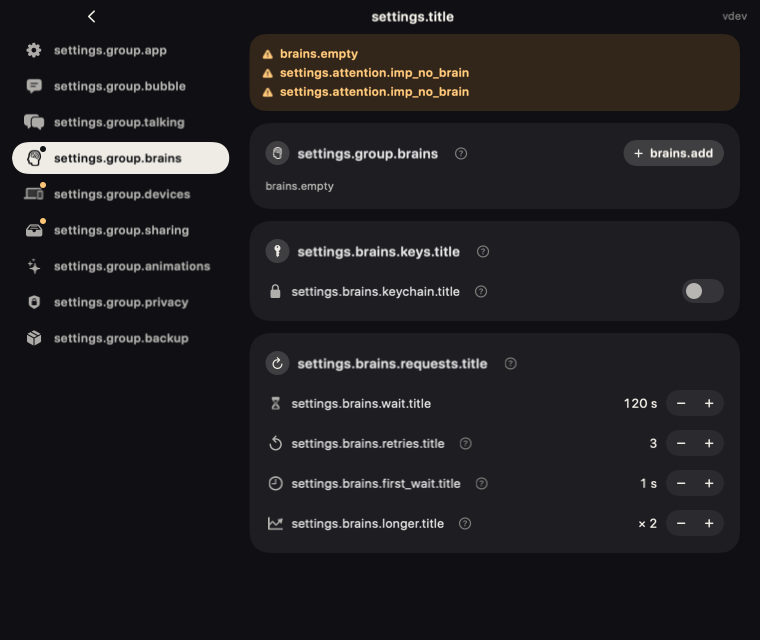 settings.title
vdev
settings.group.app
settings.group.bubble
settings.group.talking
settings.group.brains
settings.group.devices
settings.group.sharing
settings.group.animations
settings.group.privacy
settings.group.backup
brains.empty
settings.attention.imp_no_brain
settings.attention.imp_no_brain
settings.group.brains
+ brains.add
brains.empty
settings.brains.keys.title
settings.brains.keychain.title
settings.brains.requests.title
settings.brains.wait.title 120 s − +
settings.brains.retries.title 3 − +
settings.brains.first_wait.title 1 s − +
settings.brains.longer.title × 2 − +